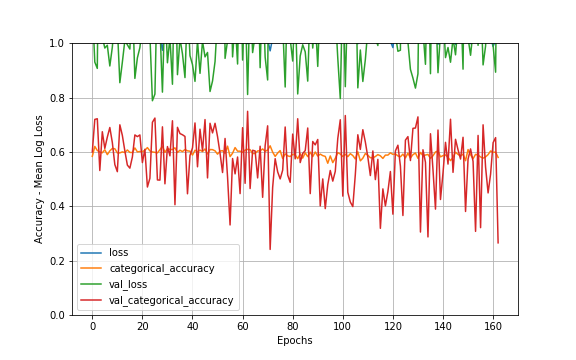 1.0
0.8
0.6
0.4
0.2
0.0
Accuracy - Mean Log Loss
loss
categorical_accuracy
val_loss
val_categorical_accuracy
0 20 40 60 80 100 120 140 160
Epochs